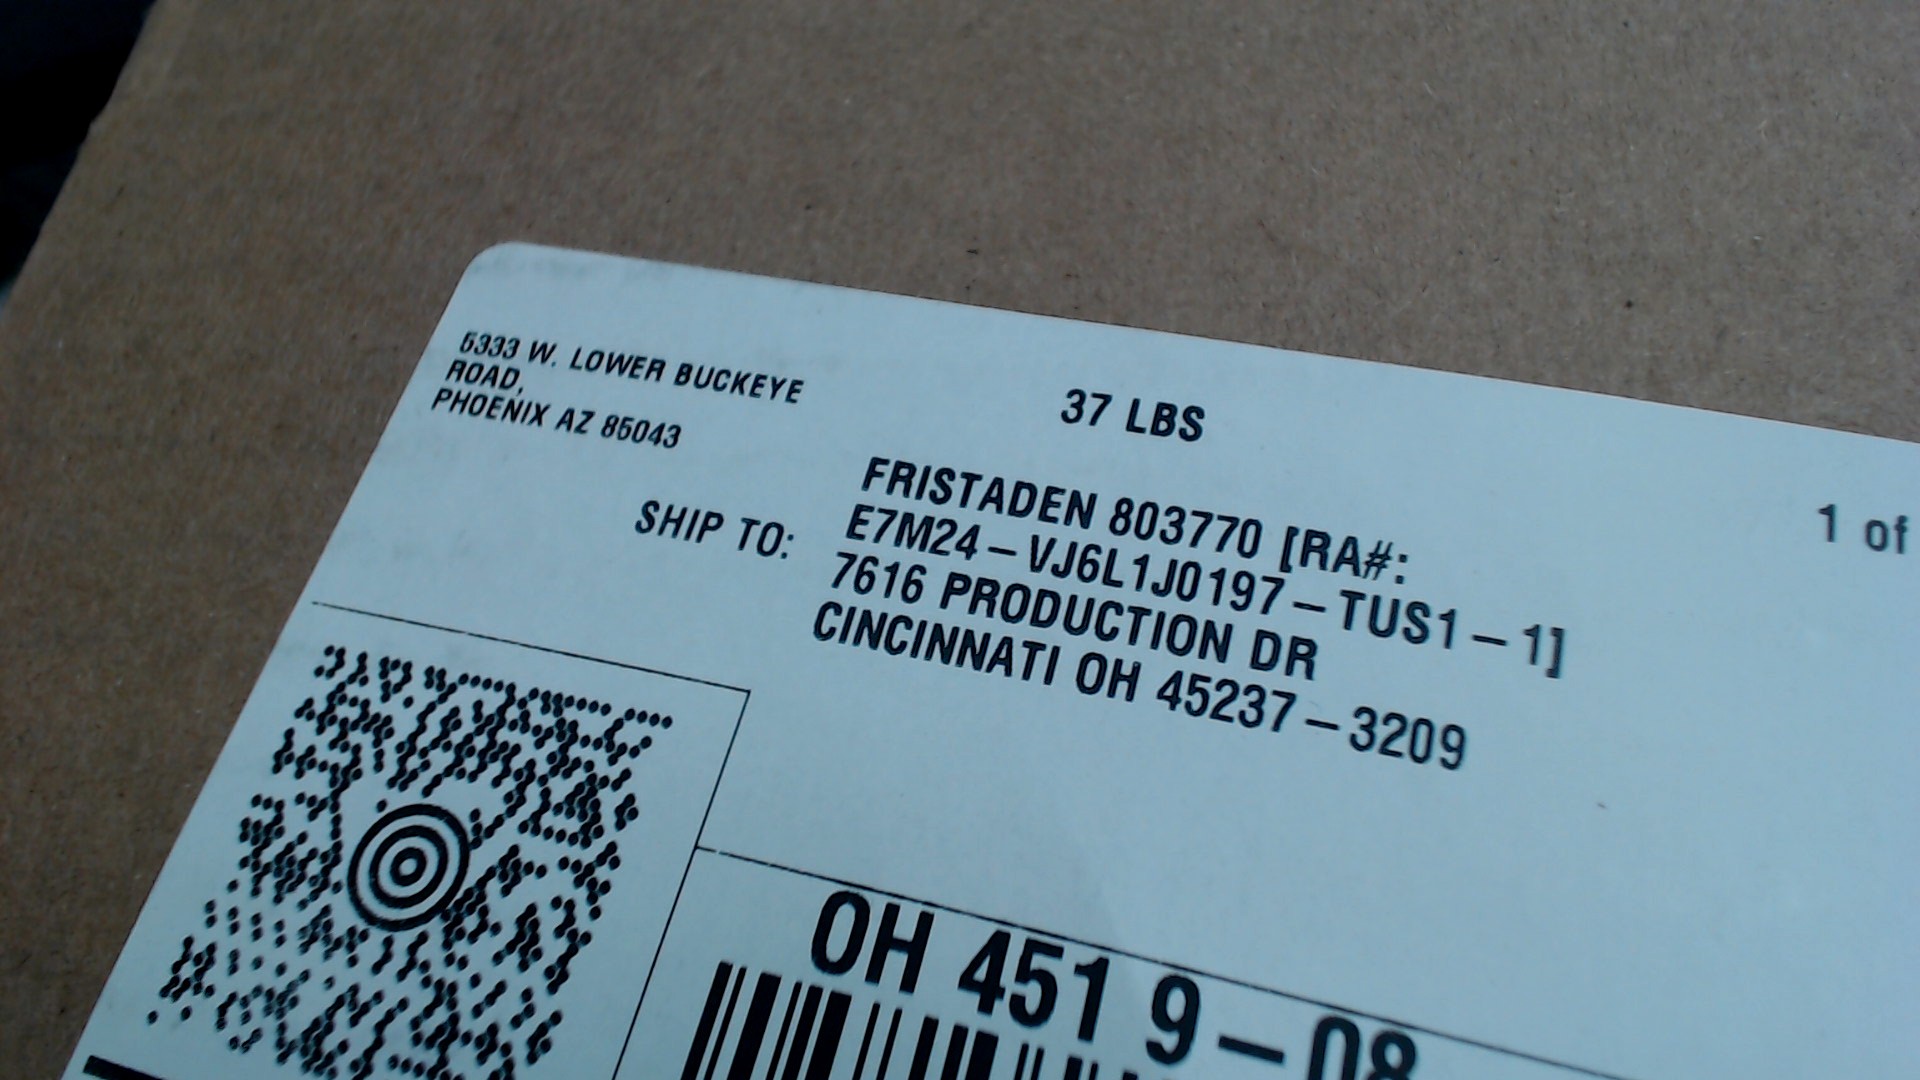 5333 W. LOWER BUCKEYE
ROAD,
PHOENIX AZ 85043
37 LBS
1 of
SHIP TO:
FRISTADEN 803770 [RA#:
E7M24-VJ6L1J0197-TUS1-1]
7616 PRODUCTION DR
CINCINNATI OH 45237-3209
OH 451 9-08